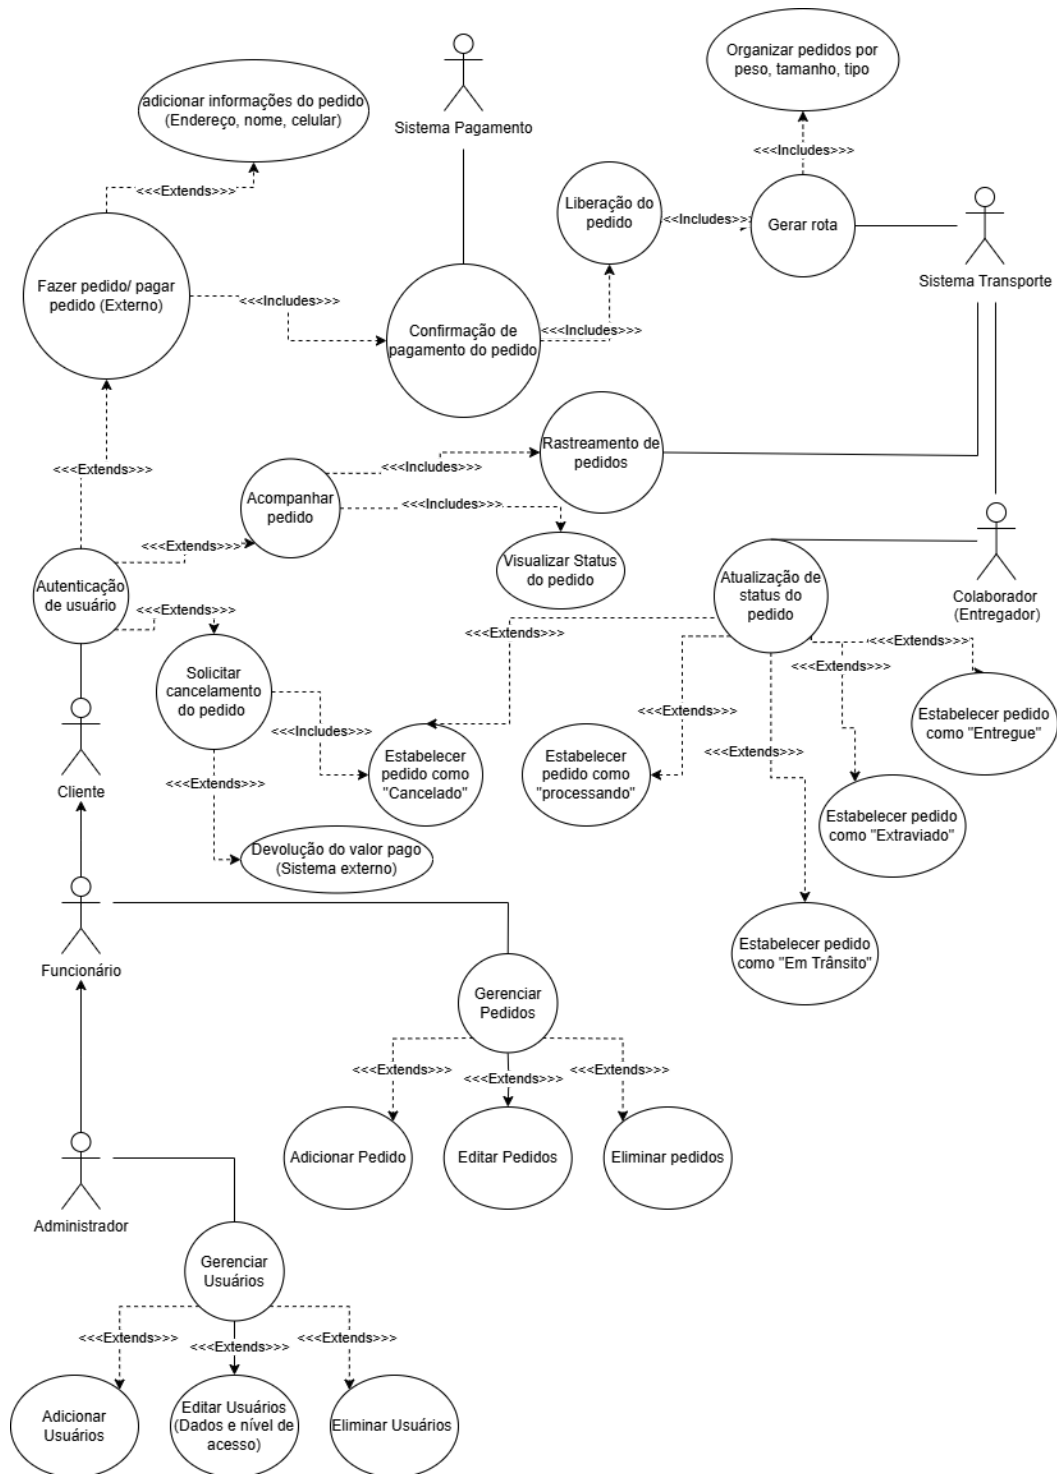 Organizar pedidos por
peso, tamanho, tipo
adicionar informações do pedido
(Endereço, nome, celular)
Sistema Pagamento
<<<Includes>>>
<<<Extends>>>
Liberação do
pedido
<<Includes>>>
Gerar rota
Sistema Transporte
Fazer pedido/ pagar
pedido (Externo)
<<<Includes>>>
Confirmação de
pagamento do pedido
<<Includes>>>
<<<Extends>>>
Rastreamento de
pedidos
<<<Includes>>>
Acompanhar
pedido
<<<Includes>>>
<<<Extends>>>
Visualizar Status
do pedido
Autenticação
de usuário
Atualização de
status do
pedido
Colaborador
(Entregador)
<<<Extends>>>
<<<Extends>>>
<<<Extends>>>
<<<Extends>>>
Solicitar
cancelamento
do pedido
<<<Extends>>>
<<<Includes>>>
<<<Extends>>>
Estabelecer pedido
como "Entregue"
Estabelecer
pedido como
"Cancelado"
Estabelecer
pedido como
"processando"
<<<Extends>>>
Cliente
Estabelecer pedido
como "Extraviado"
Devolução do valor pago
(Sistema externo)
Estabelecer pedido
como "Em Trânsito"
Funcionário
Gerenciar
Pedidos
<<<Extends>>>
<<<Extends>>>
<<<Extends>>>
Adicionar Pedido
Editar Pedidos
Eliminar pedidos
Administrador
Gerenciar
Usuários
<<<Extends>>>
<<<Extends>>>
<<<Extends>>>
Adicionar
Usuários
Editar Usuários
(Dados e nível de
acesso)
Eliminar Usuários